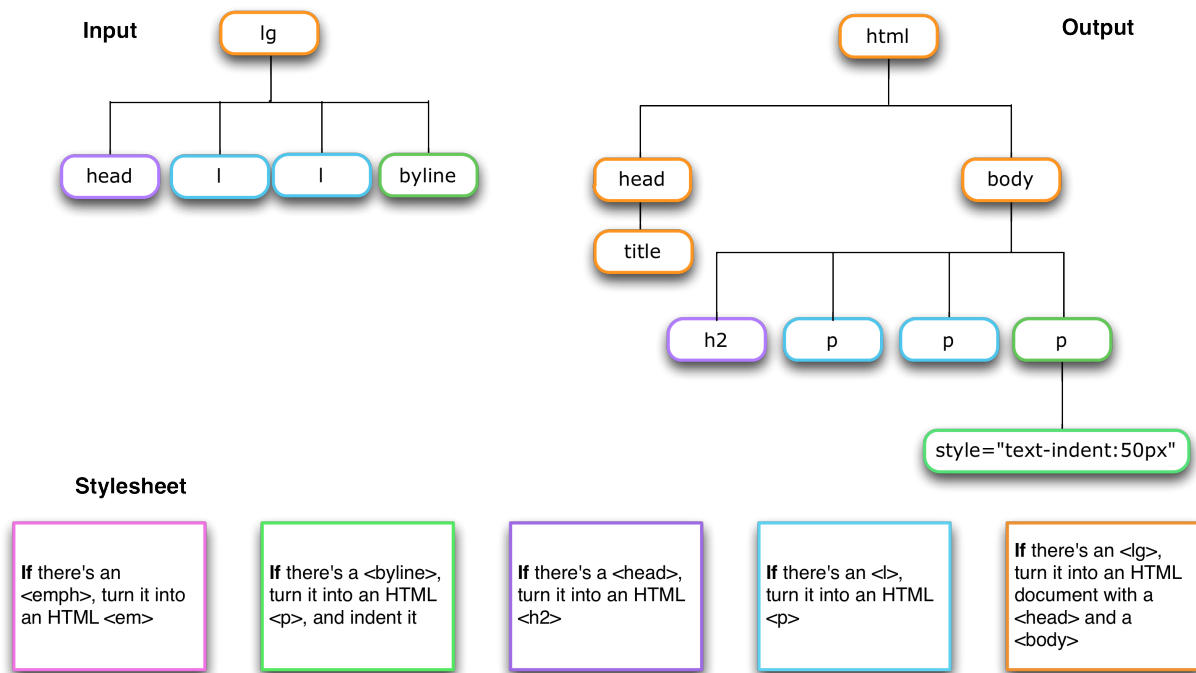 Input
lg
html
Output
head
l
l
byline
head
body
title
h2
p
p
p
style="text-indent:50px"
Stylesheet
If there's an
<emph>, turn it into
an HTML <em>
If there's a <byline>,
turn it into an HTML
<p>, and indent it
If there's a <head>,
turn it into an HTML
<h2>
If there's an <l>,
turn it into an HTML
<p>
If there's an <lg>,
turn it into an HTML
document with a
<head> and a
<body>